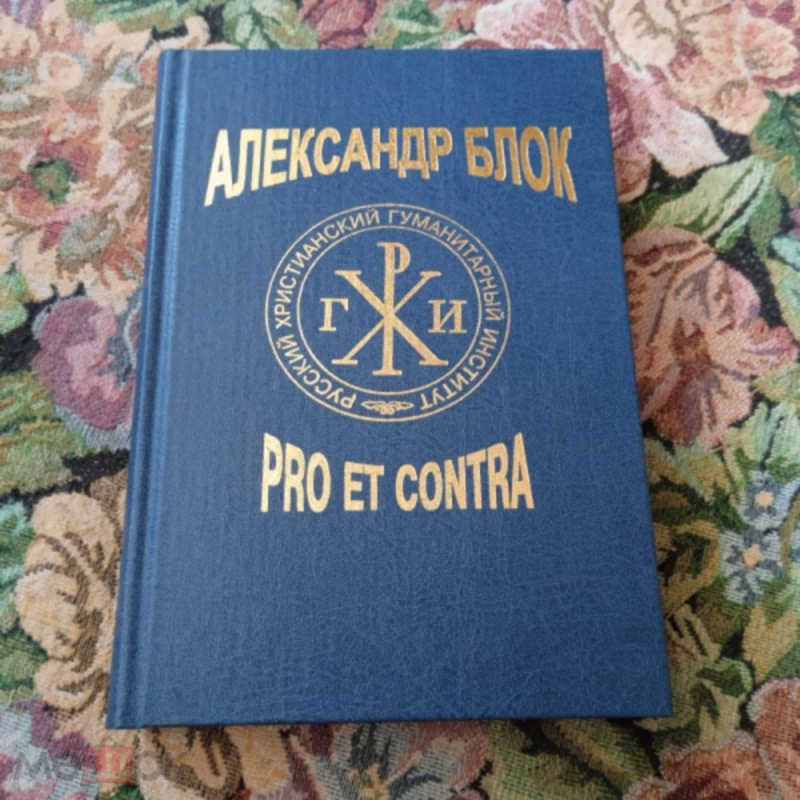 АЛЕКСАНДР БЛОК
РУССКИЙ ХРИСТИАНСКИЙ ГУМАНИТАРНЫЙ ИНСТИТУТ
Р
Г Х И
PRO ET CONTRA